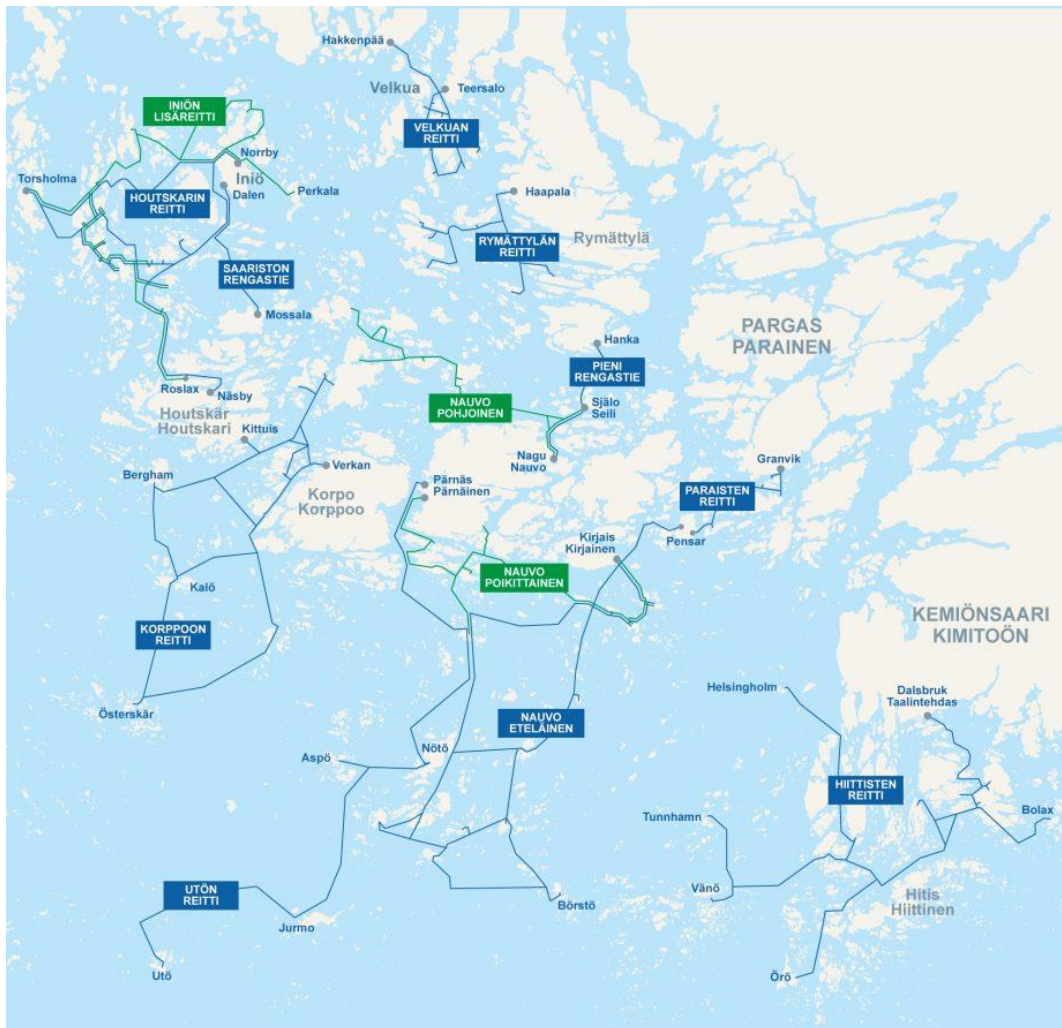 Hakkenpää
Velkua
Teersalo
INIÖN
LISÄREITTI
VELKUAN
REITTI
Norrby
Iniö
Torsholma
Dalen
Perkala
HOUTSKARIN
REITTI
Haapala
RYMÄTTYLÄN
REITTI
Rymättylä
SAARISTON
RENGASTIE
Mossala
PARGAS
PARAINEN
Hanka
PIENI
RENGASTIE
Roslax
Näsby
NAUVO
POHJOINEN
Själo
Seili
Houtskär
Houtskari
Kittuis
Nagu
Nauvo
Granvik
Bergham
Verkan
Pärnäs
Pärnäinen
PARAISTEN
REITTI
Korpo
Korppoo
Kirjais
Kirjainen
Pensar
NAUVO
POIKITTAINEN
Kalö
KEMIÖNSAARI
KIMITOÖN
KORPPOON
REITTI
Helsingholm
Dalsbruk
Taalintehdas
Österskär
NAUVO
ETELÄINEN
Aspö
Nötö
HIITTISTEN
REITTI
Tunnhamn
Bolax
UTÖN
REITTI
Vänö
Hitis
Hiittinen
Börstö
Jurmo
Utö
Örö